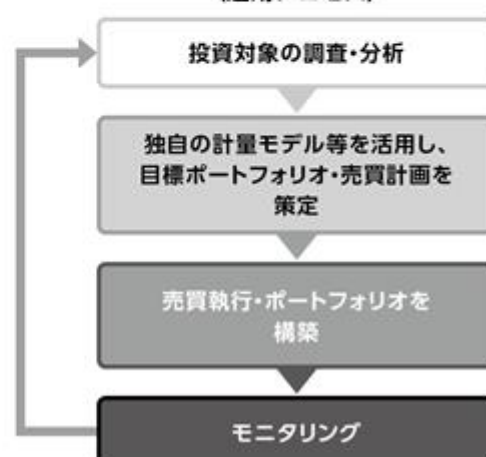 投資対象の調査・分析
独自の計量モデル等を活用し、
目標ポートフォリオ・売買計画を
策定
売買執行・ポートフォリオを
構築
モニタリング